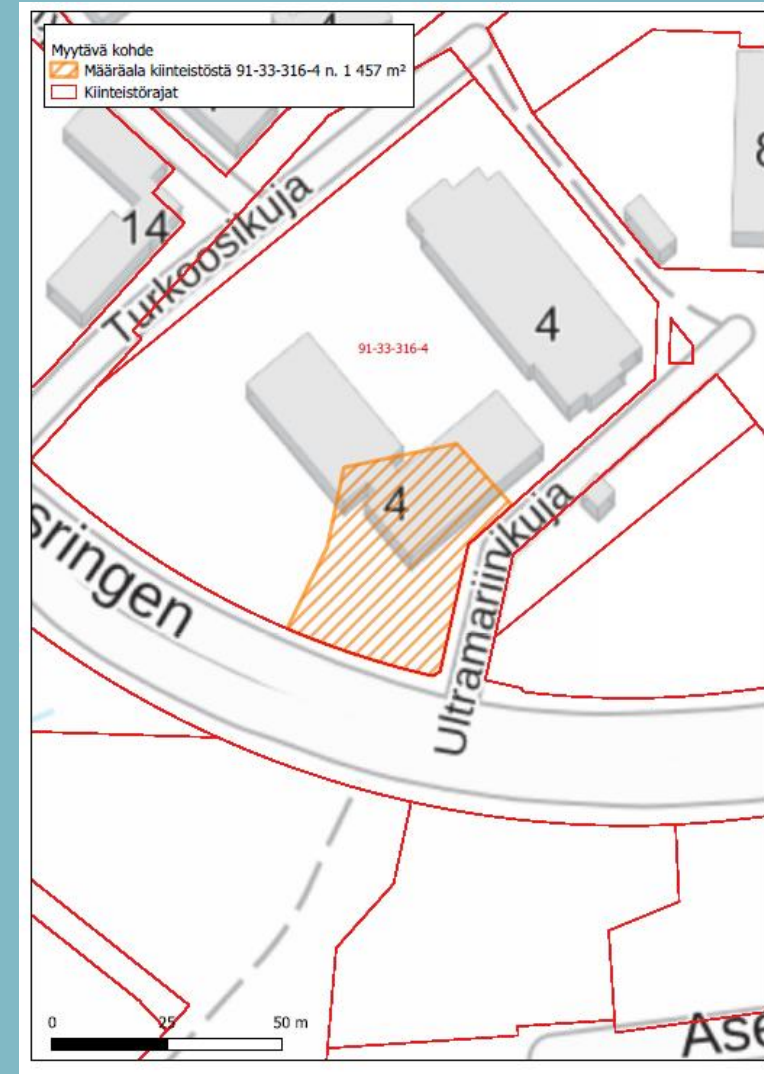 Myytävä kohde
Määräala kiinteistöstä 91-33-316-4 n. 1 457 m²
Kiinteistörajat
14
Turkoosikuja
4
91-33-316-4
4
8
sringen
Ultramariinikuja
0 25 50 m
Ase